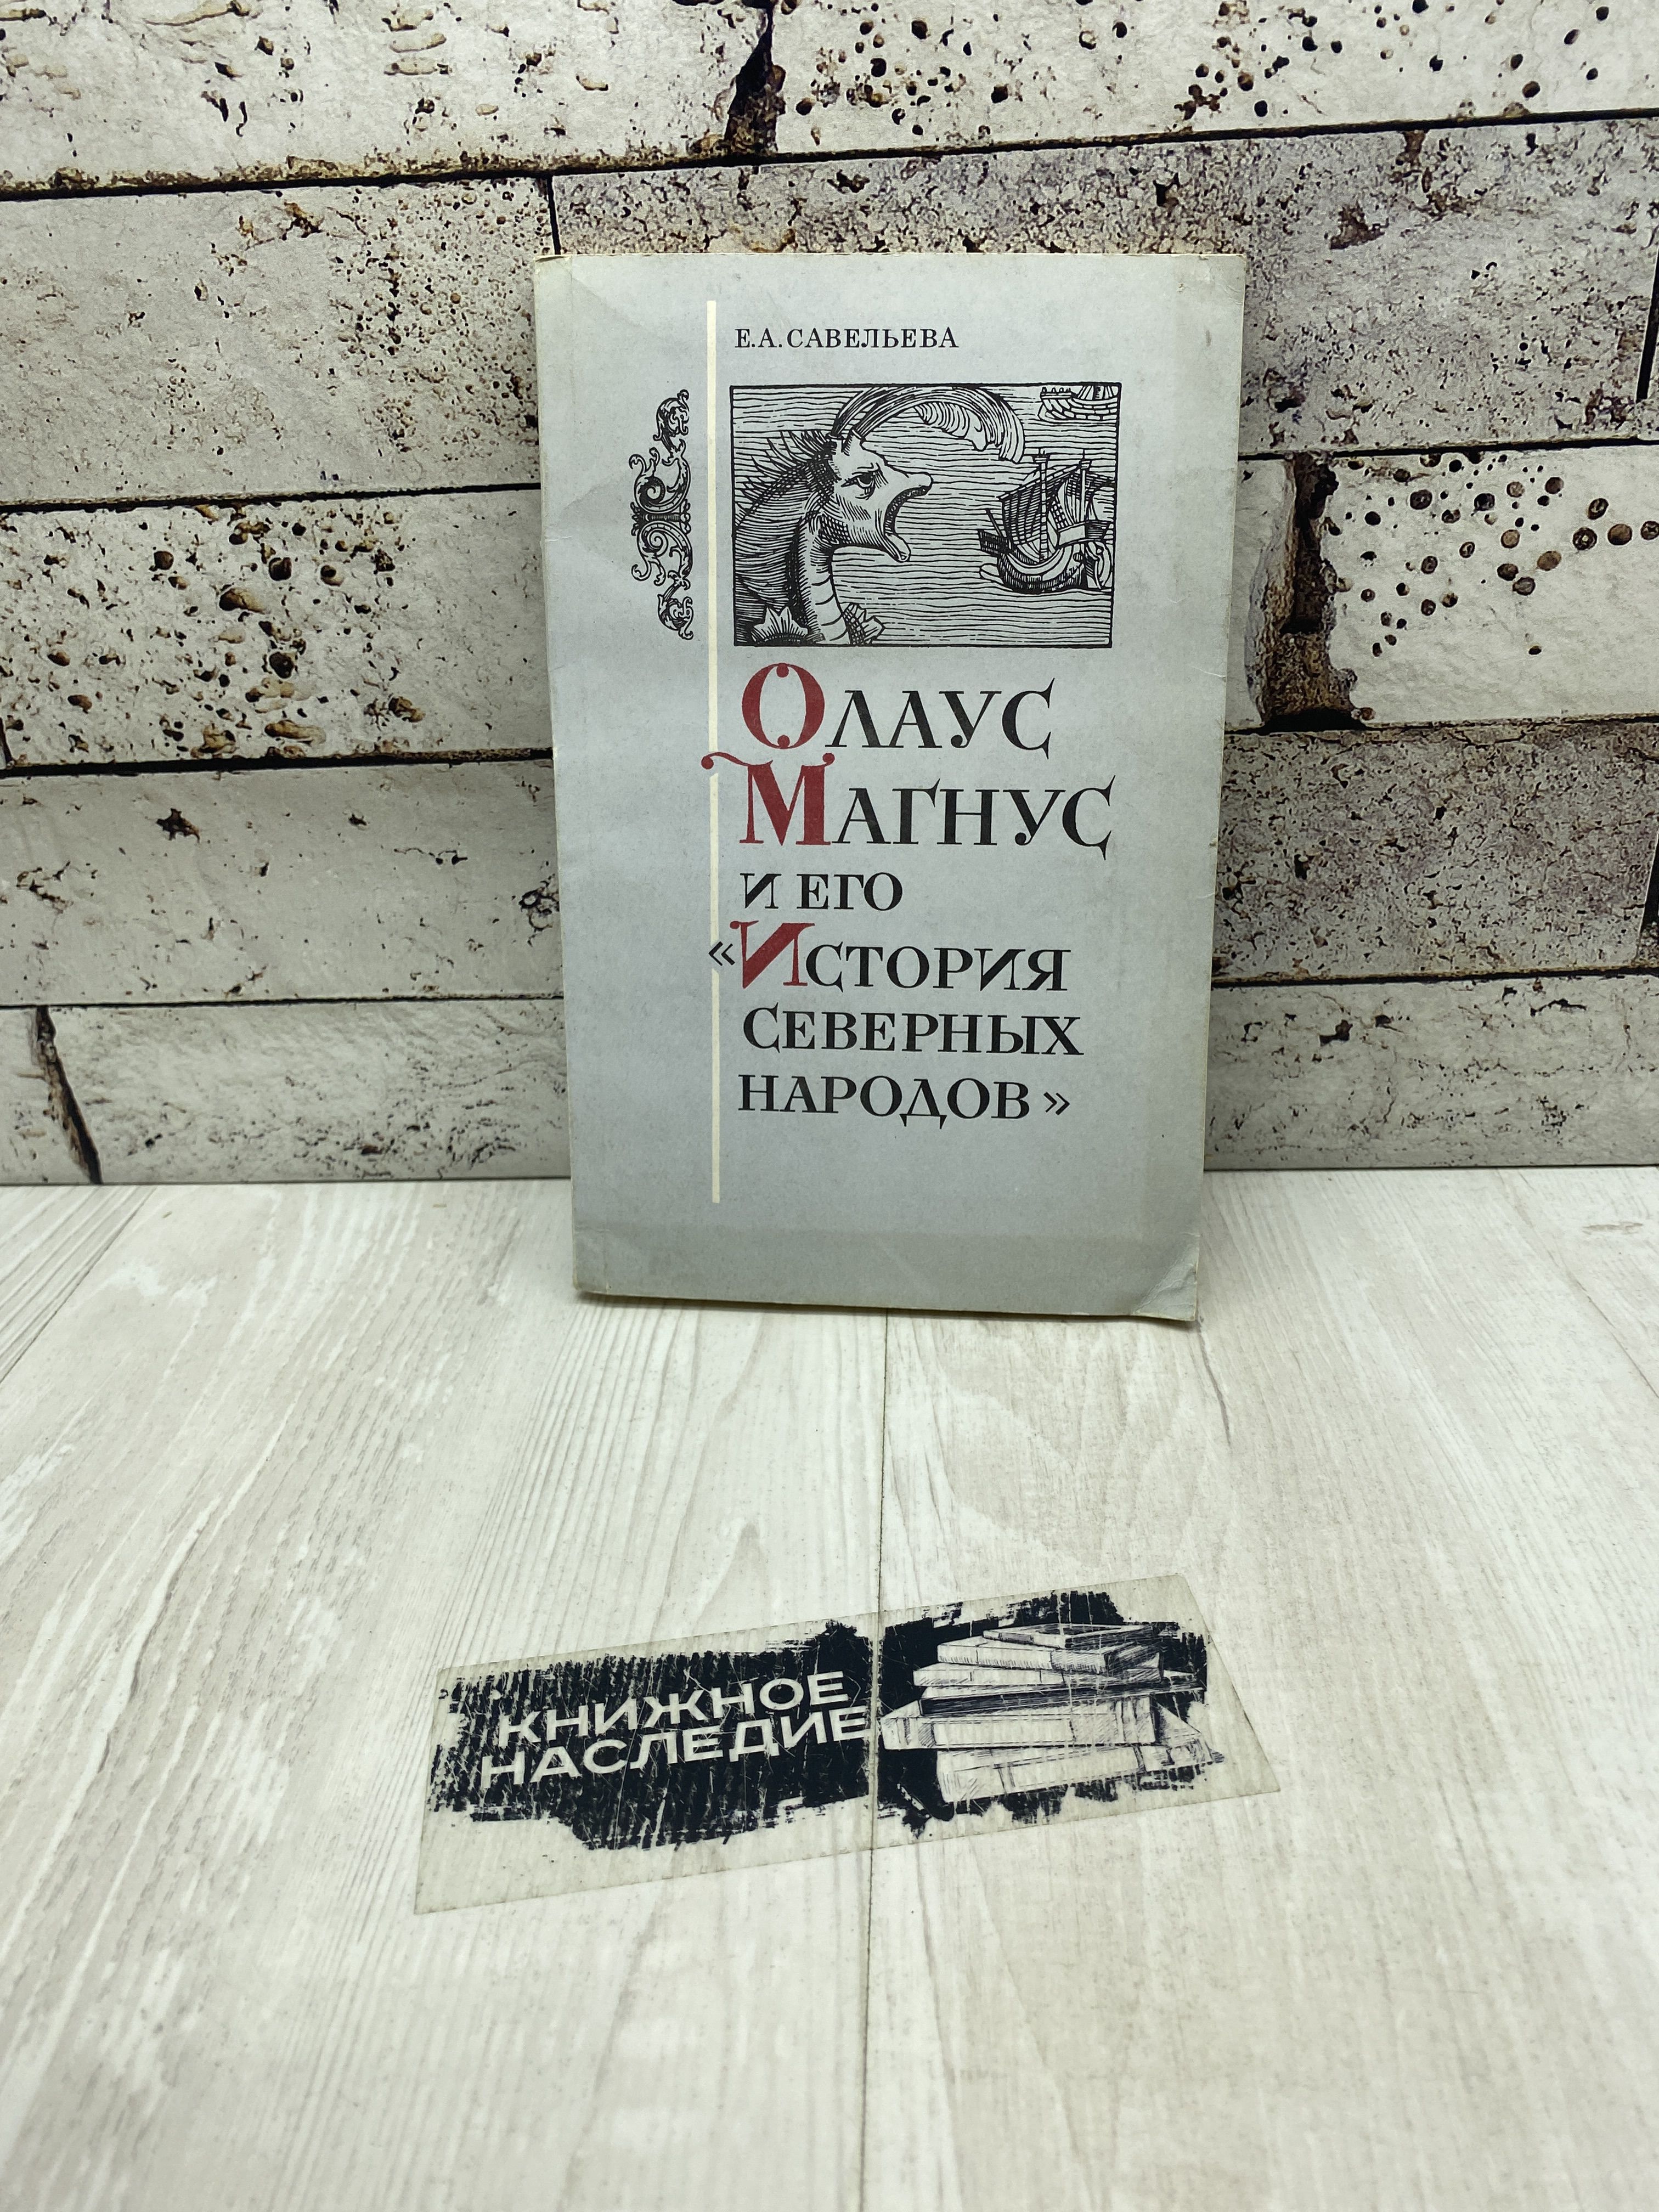 Е.А. САВЕЛЬЕВА
ОЛАУС
МАГНУС
И ЕГО
«ИСТОРИЯ
СЕВЕРНЫХ
НАРОДОВ»
КНИЖНОЕ
НАСЛЕДИЕ